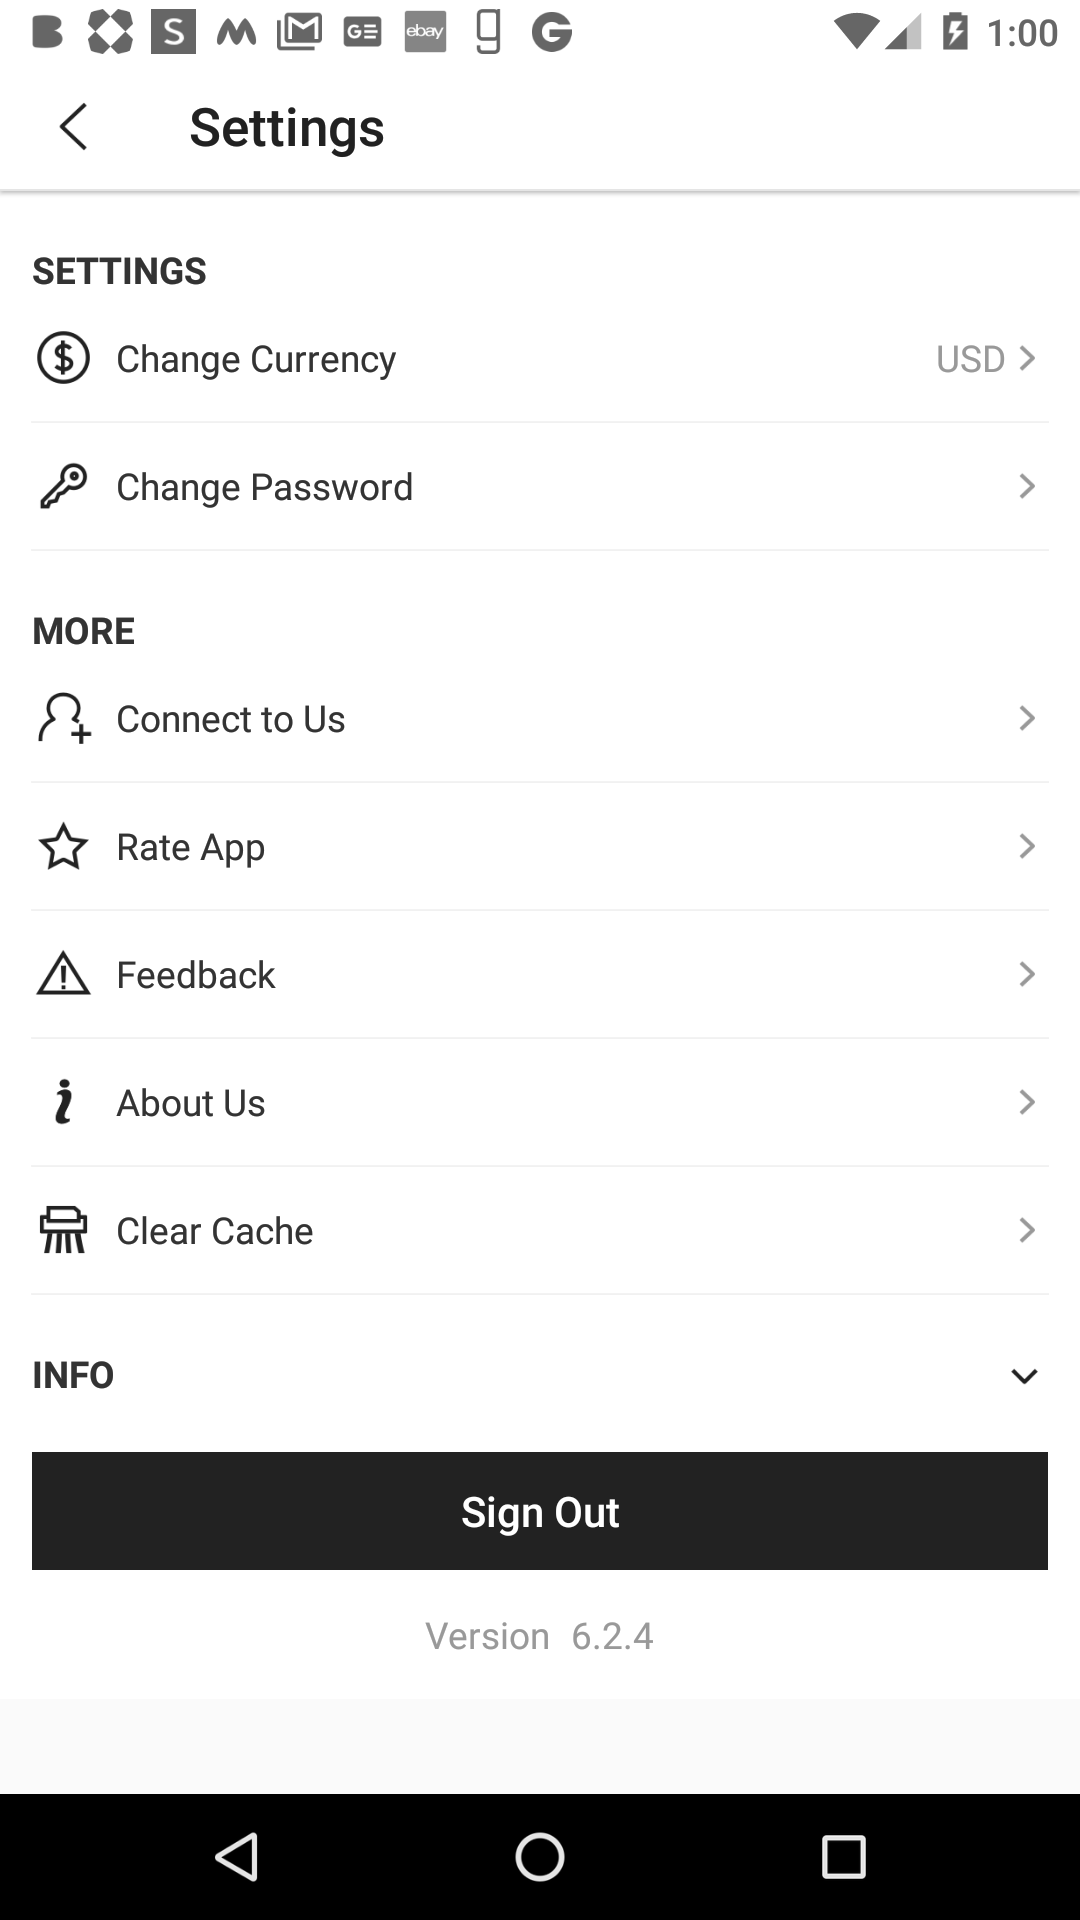 1:00
Settings
SETTINGS
Change Currency USD
Change Password
MORE
Connect to Us
Rate App
Feedback
About Us
Clear Cache
INFO
Sign Out
Version 6.2.4